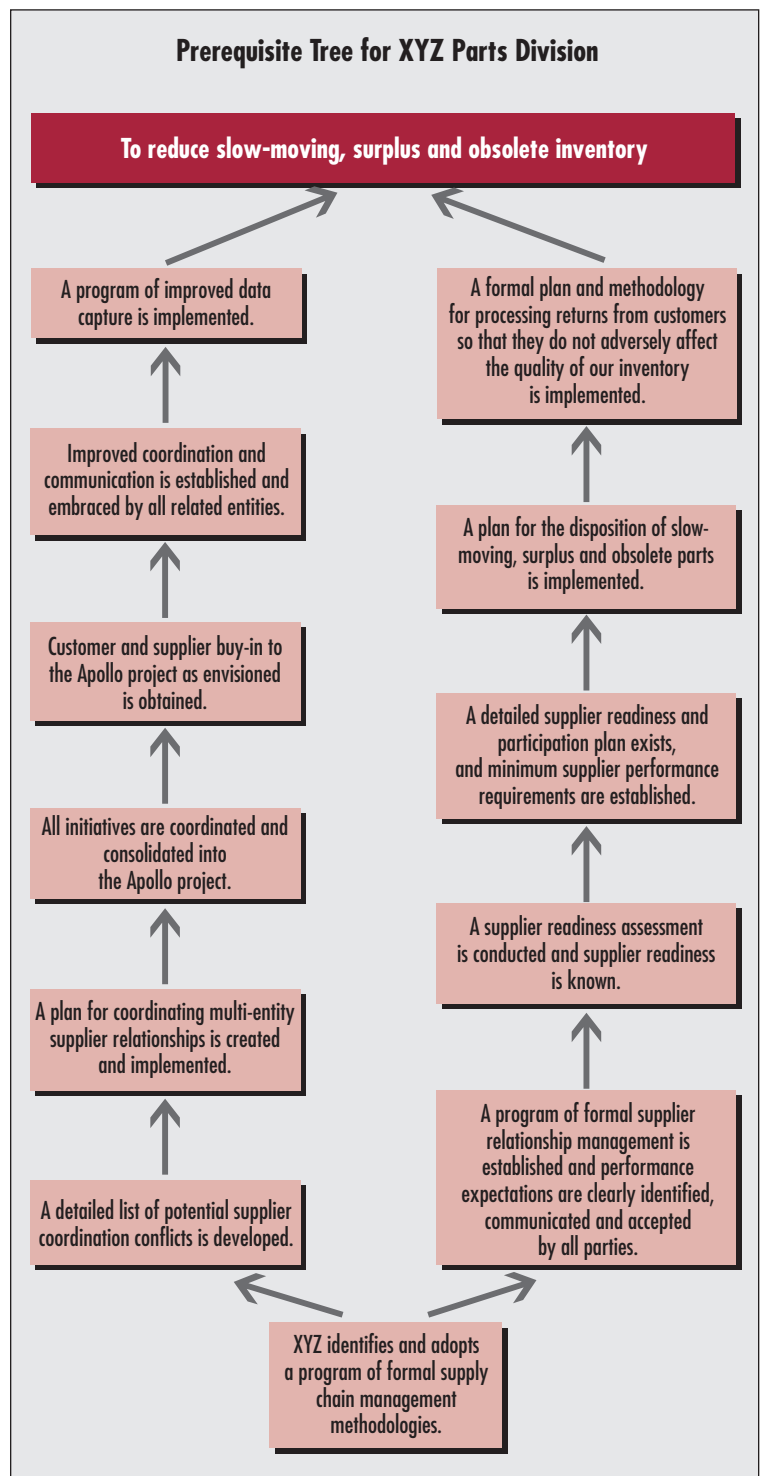 Prerequisite Tree for XYZ Parts Division
To reduce slow-moving, surplus and obsolete inventory
A program of improved data
capture is implemented.
Improved coordination and
communication is established and
embraced by all related entities.
Customer and supplier buy-in to
the Apollo project as envisioned
is obtained.
All initiatives are coordinated and
consolidated into
the Apollo project.
A plan for coordinating multi-entity
supplier relationships is created
and implemented.
A detailed list of potential supplier
coordination conflicts is developed.
A formal plan and methodology
for processing returns from customers
so that they do not adversely affect
the quality of our inventory
is implemented.
A plan for the disposition of slow-
moving, surplus and obsolete parts
is implemented.
A detailed supplier readiness and
participation plan exists,
and minimum supplier performance
requirements are established.
A supplier readiness assessment
is conducted and supplier readiness
is known.
A program of formal supplier
relationship management is
established and performance
expectations are clearly identified,
communicated and accepted
by all parties.
XYZ identifies and adopts
a program of formal supply
chain management
methodologies.